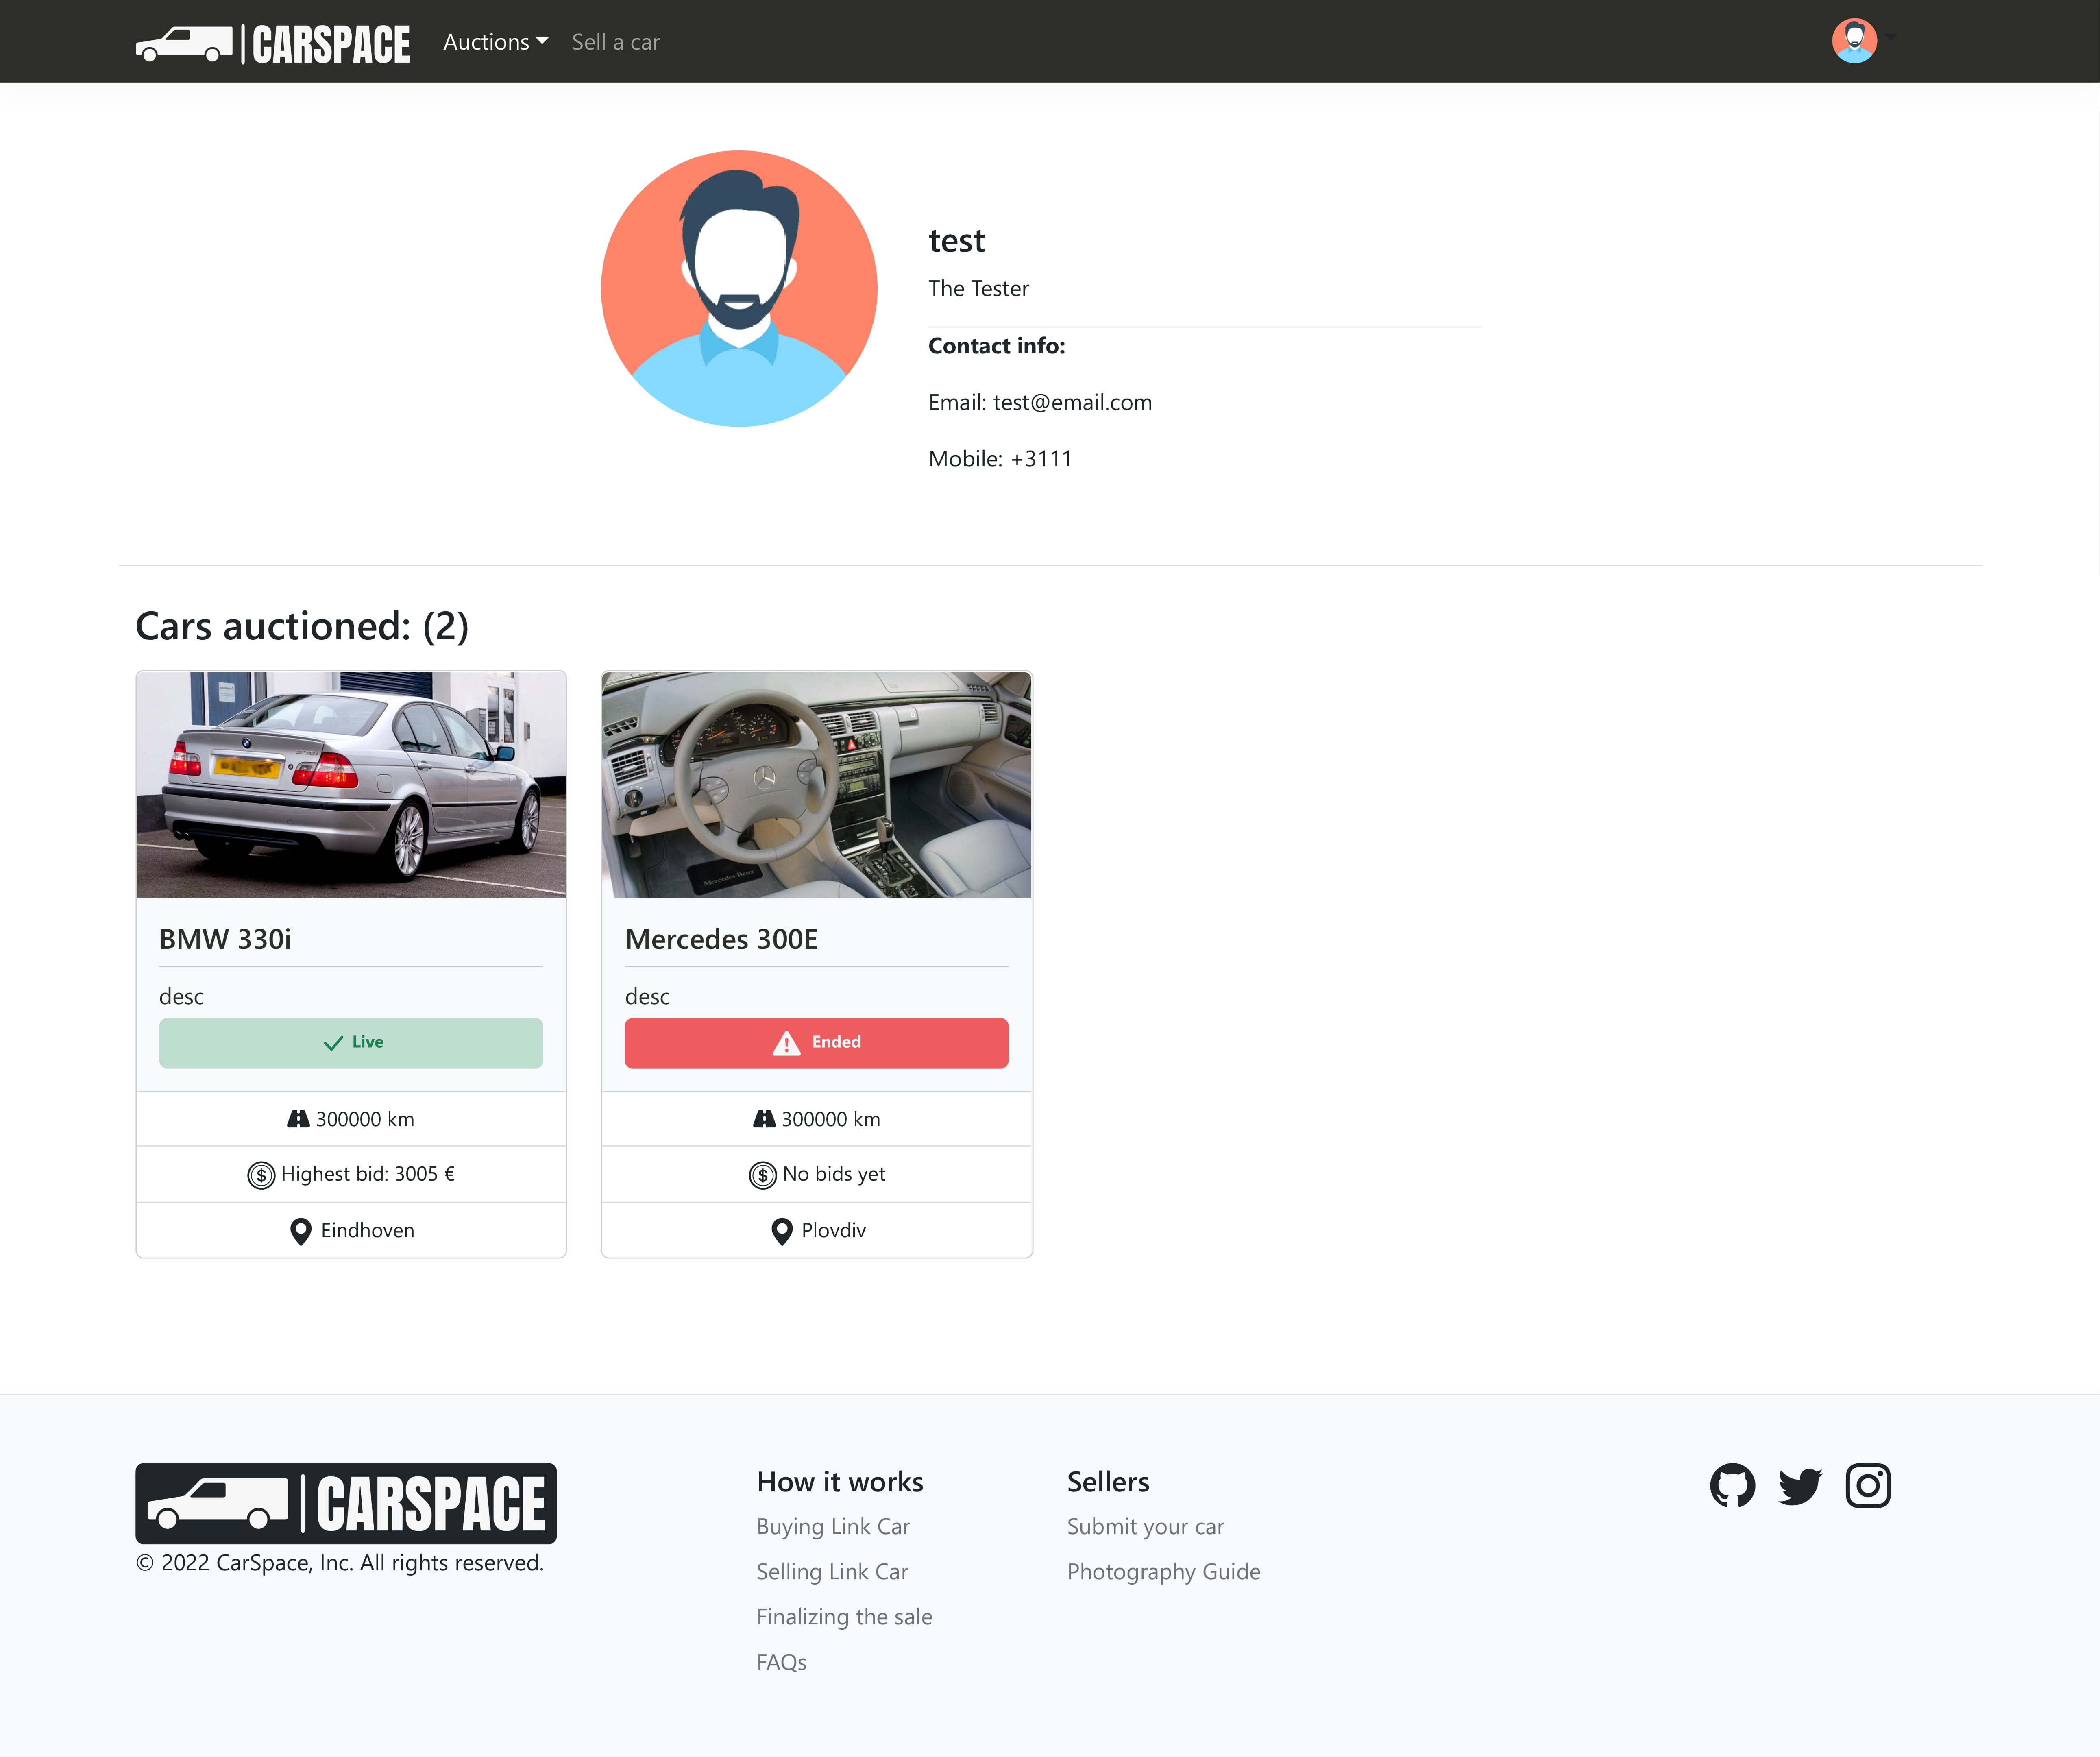 CARSPACE
Auctions
Sell a car
test
The Tester
Contact info:
Email: test@email.com
Mobile: +3111
Cars auctioned: (2)
BMW 330i
desc
Live
300000 km
Highest bid: 3005 €
Eindhoven
Mercedes-Benz
Mercedes 300E
desc
Ended
300000 km
No bids yet
Plovdiv
CARSPACE
© 2022 CarSpace, Inc. All rights reserved.
How it works
Buying Link Car
Selling Link Car
Finalizing the sale
FAQs
Sellers
Submit your car
Photography Guide